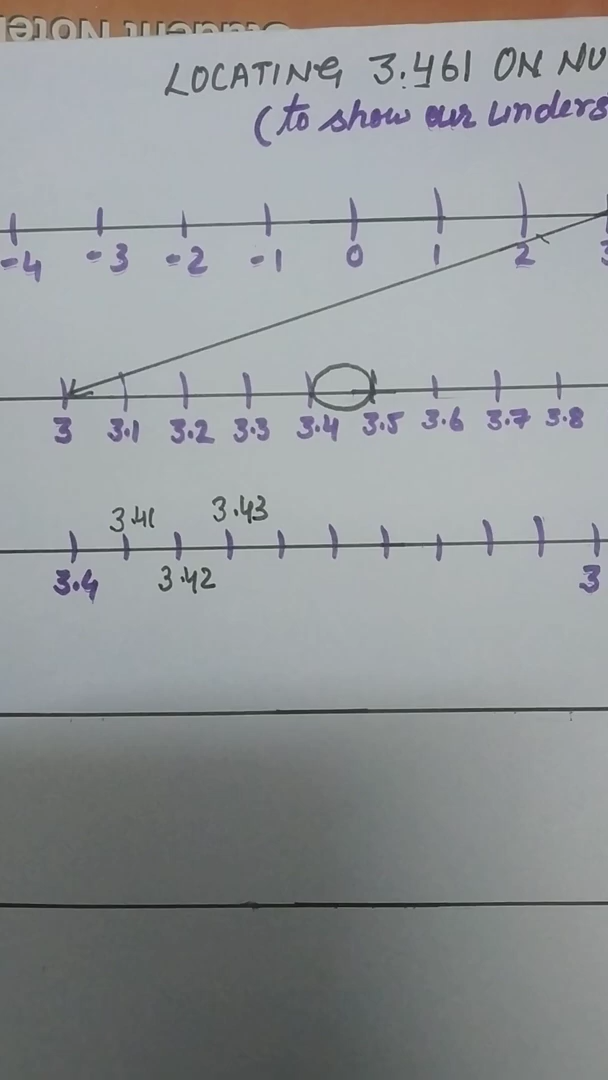 LOCATING 3.461 ON NU
(to show our unders
-4 -3 -2 -1 0 1 2 3
3 3.1 3.2 3.3 3.4 3.5 3.6 3.7 3.8
3.41 3.43
3.4 3.42 3